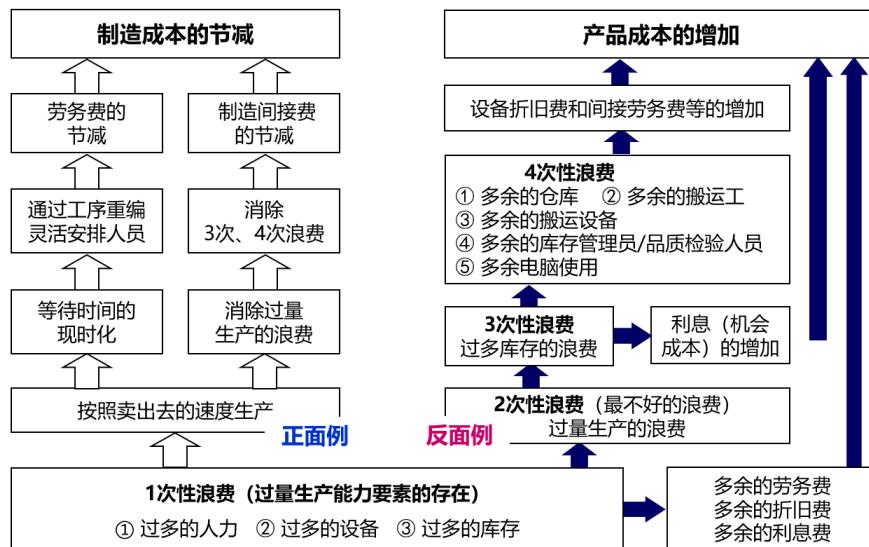 制造成本的节减
产品成本的增加
劳务费的
节减
制造间接费
的节减
设备折旧费和间接劳务费等的增加
通过工序重编
灵活安排人员
消除
3次、4次浪费
4次性浪费
① 多余的仓库 ② 多余的搬运工
③ 多余的搬运设备
④ 多余的库存管理员/品质检验人员
⑤ 多余电脑使用
等待时间的
现时化
消除过量
生产的浪费
3次性浪费
过多库存的浪费
利息（机会
成本）的增加
按照卖出去的速度生产
正面例
反面例
2次性浪费（最不好的浪费）
过量生产的浪费
1次性浪费（过量生产能力要素的存在）
① 过多的人力 ② 过多的设备 ③ 过多的库存
多余的劳务费
多余的折旧费
多余的利息费